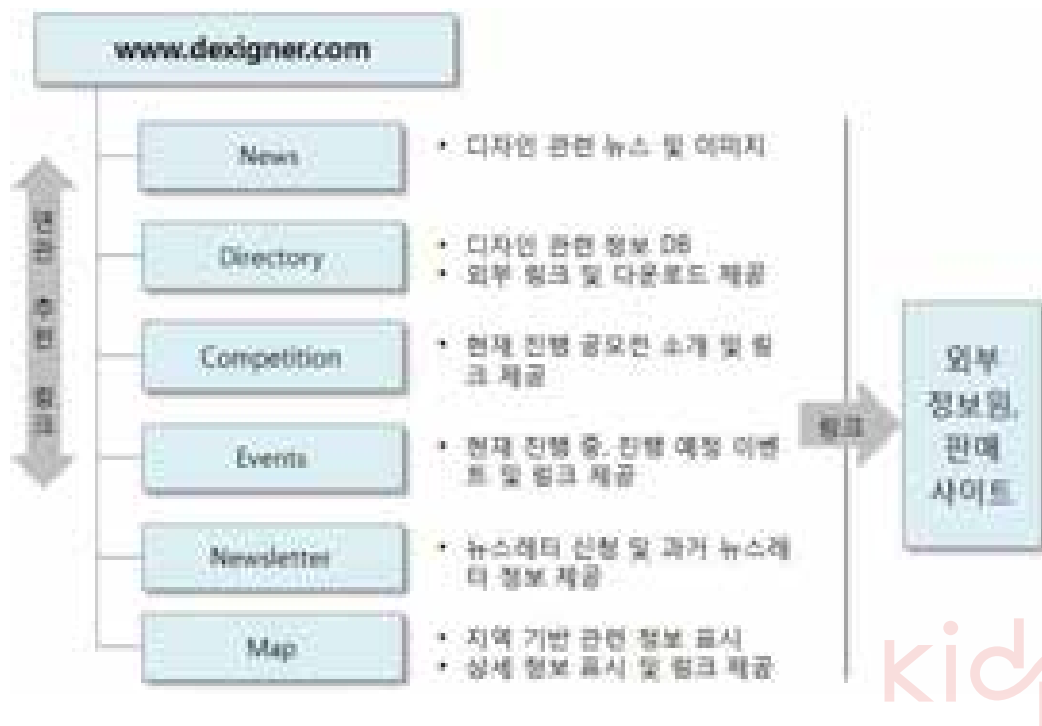 www.dexigner.com
News
• 디자인 관련 뉴스 및 이미지
Directory
• 디자인 관련 정보 DB
• 외부 링크 및 다운로드 제공
Competition
• 현재 진행 공모전 소개 및 링
크 제공
Events
• 현재 진행 중, 진행 예정 이벤
트 및 링크 제공
Newsletter
• 뉴스레터 신청 및 과거 뉴스레
터 정보 제공
Map
• 지역 기반 관련 정보 표시
• 상세 정보 표시 및 링크 제공
링크
외부
정보원,
판매
사이트